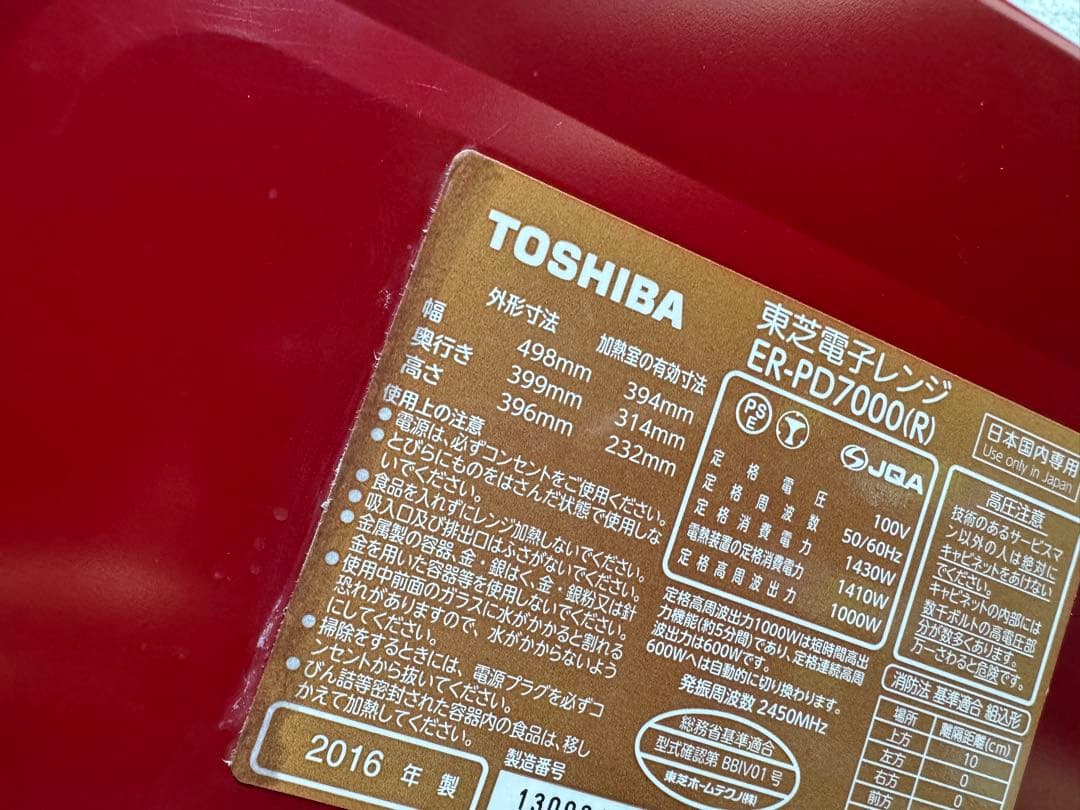 TOSHIBA
東芝電子レンジ
ER-PD7000(R)
外形寸法 加熱室の有効寸法
幅 498mm 394mm
奥行き 399mm 314mm
高さ 396mm 232mm
使用上の注意
●電源は、必ずコンセントをご使用ください。
●とびらにものをはさんだ状態で使用しな
いでください。
●食品を入れずにレンジ加熱しないでください。
●吸入口及び排出口はふさがないでください。
●金属製の容器、金・銀はく、金・銀粉又は針
金を用いた容器等を使用しないでください。
●使用中前面のガラスに水がかかると割れる
恐れがありますので、水がかからないよう
にしてください。
●掃除をするときには、電源プラグを必ずコ
ンセントから抜いてください。
●びん詰等密封された容器内の食品は、移し
かえて加熱してください。
2016 年 製
製造番号
PS
E
JQA
定格電圧 100V
定格周波数 50/60Hz
定格消費電力 1430W
電熱装置の定格消費電力 1410W
定格高周波出力 1000W
定格高周波出力1000Wは短時間高出
力機能(約5分間)であり、定格連続高周
波出力は600Wです。
600Wへは自動的に切り換わります。
発振周波数 2450MHz
総務省基準適合
型式確認第 BBIV01 号
東芝ホームテクノ(株)
日本国内専用
Use only in Japan
高圧注意
技術のあるサービスマ
ン以外の人は絶対に
キャビネットをあけない
でください。
キャビネットの内部には
数千ボルトの高電圧部
分が数多くあります。
万一さわると危険です。
消防法 基準適合 組込形
場所 離隔距離(cm)
上方 10
左方 0
右方 0
前方